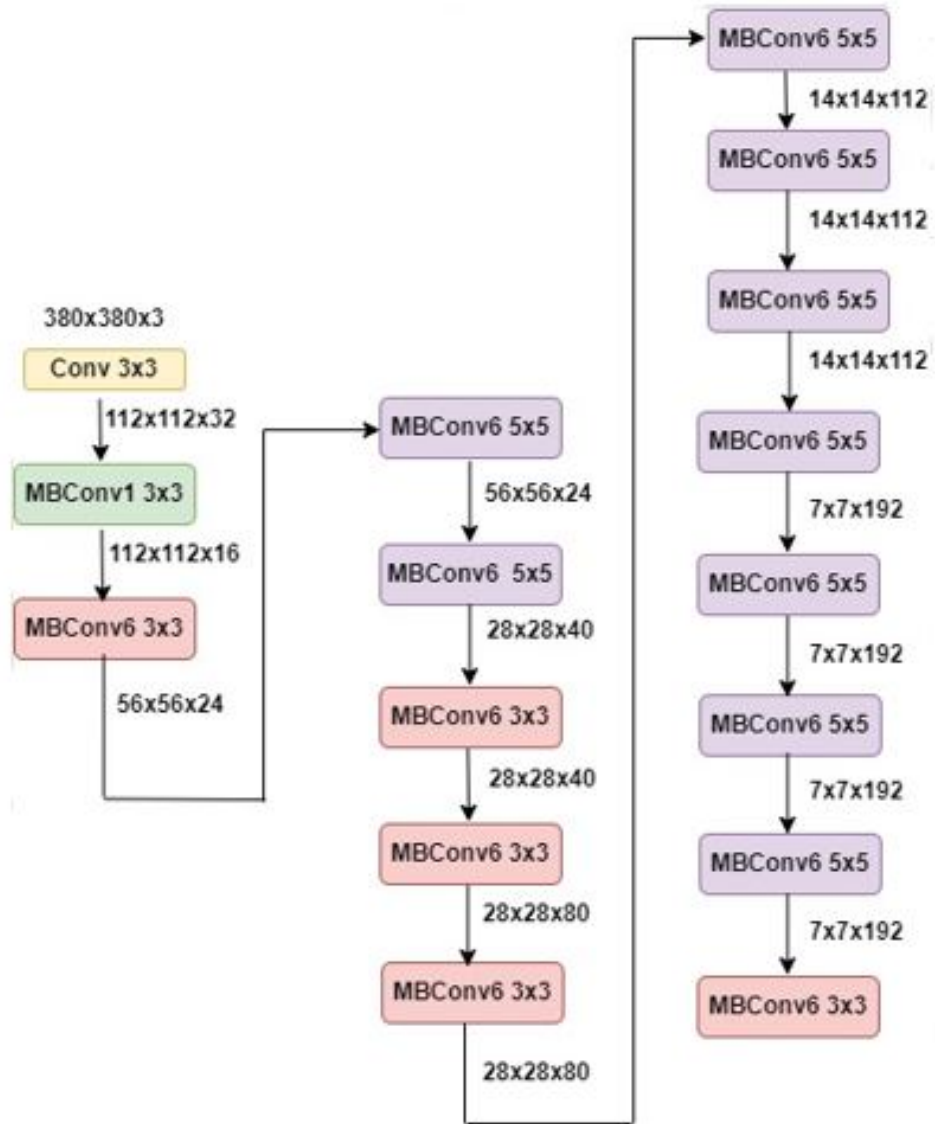 380x380x3
Conv 3x3
112x112x32
MBConv1 3x3
112x112x16
MBConv6 3x3
56x56x24
MBConv6 5x5
56x56x24
MBConv6 5x5
28x28x40
MBConv6 3x3
28x28x40
MBConv6 3x3
28x28x80
MBConv6 3x3
28x28x80
MBConv6 5x5
14x14x112
MBConv6 5x5
14x14x112
MBConv6 5x5
14x14x112
MBConv6 5x5
7x7x192
MBConv6 5x5
7x7x192
MBConv6 5x5
7x7x192
MBConv6 5x5
7x7x192
MBConv6 3x3